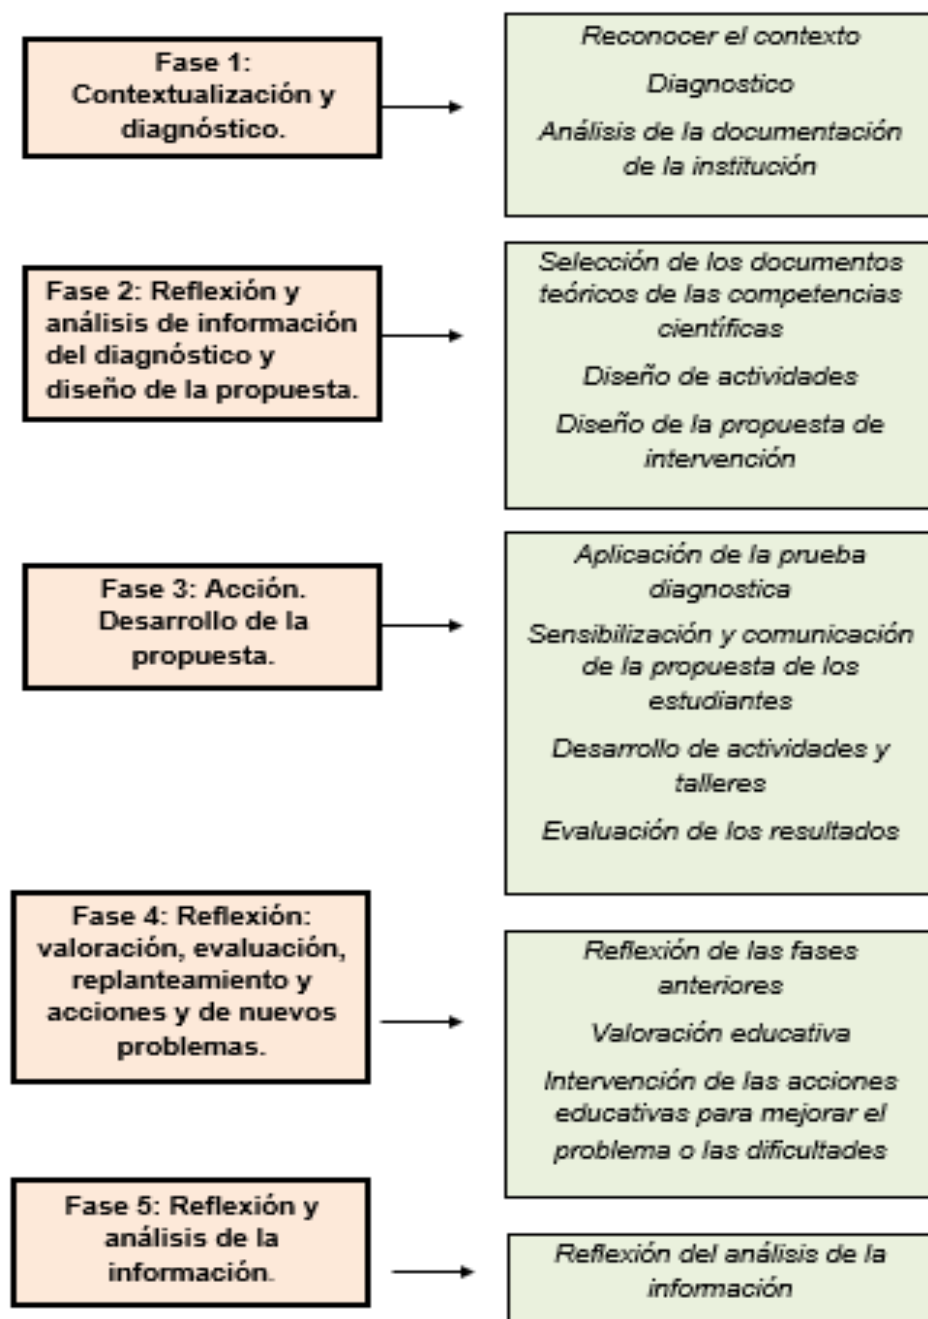 Fase 1:
Contextualización y
diagnóstico.
Reconocer el contexto
Diagnostico
Análisis de la documentación
de la institución
Fase 2: Reflexión y
análisis de información
del diagnóstico y
diseño de la propuesta.
Selección de los documentos
teóricos de las competencias
científicas
Diseño de actividades
Diseño de la propuesta de
intervención
Fase 3: Acción.
Desarrollo de la
propuesta.
Aplicación de la prueba
diagnostica
Sensibilización y comunicación
de la propuesta de los
estudiantes
Desarrollo de actividades y
talleres
Evaluación de los resultados
Fase 4: Reflexión:
valoración, evaluación,
replanteamiento y
acciones y de nuevos
problemas.
Reflexión de las fases
anteriores
Valoración educativa
Intervención de las acciones
educativas para mejorar el
problema o las dificultades
Fase 5: Reflexión y
análisis de la
información.
Reflexión del análisis de la
información